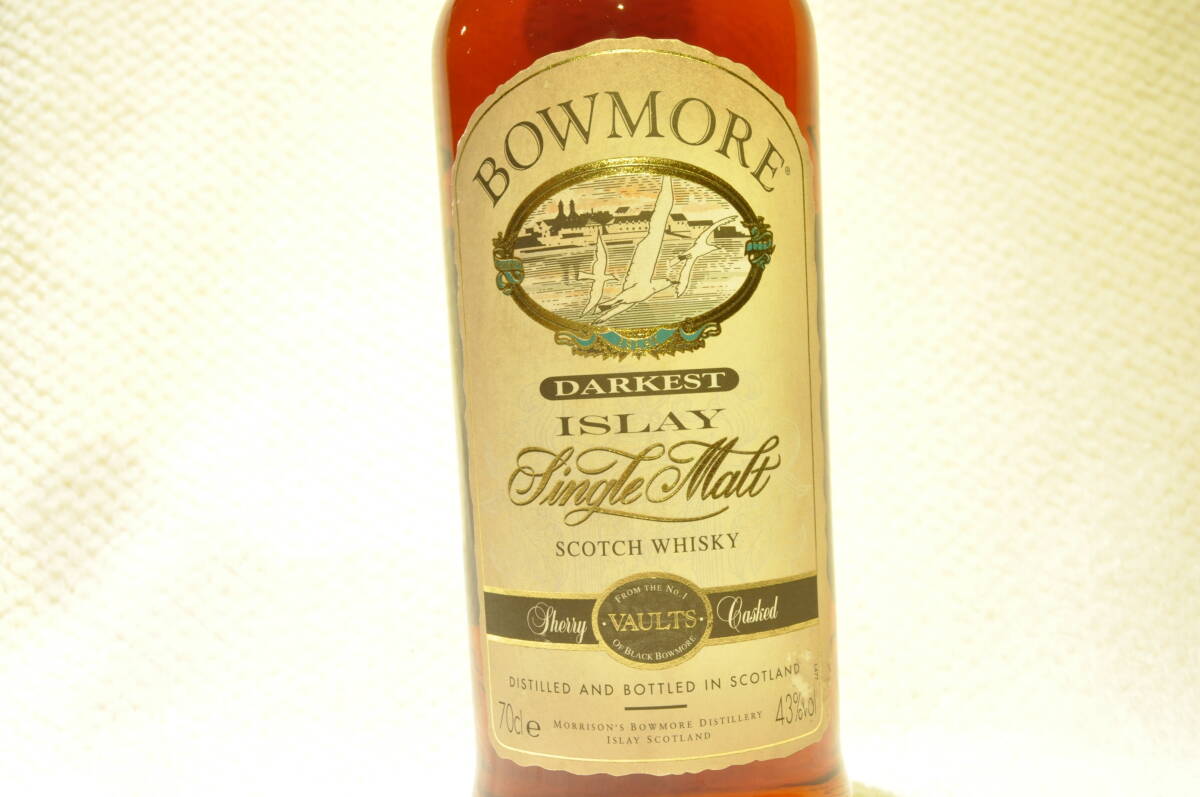 BOWMORE®
DARKEST
ISLAY
Single Malt
SCOTCH WHISKY
FROM THE No.1
Sherry · VAULTS · Casked
OF BLACK BOWMORE
DISTILLED AND BOTTLED IN SCOTLAND
70cl e 43%vol
MORRISON'S BOWMORE DISTILLERY
ISLAY SCOTLAND